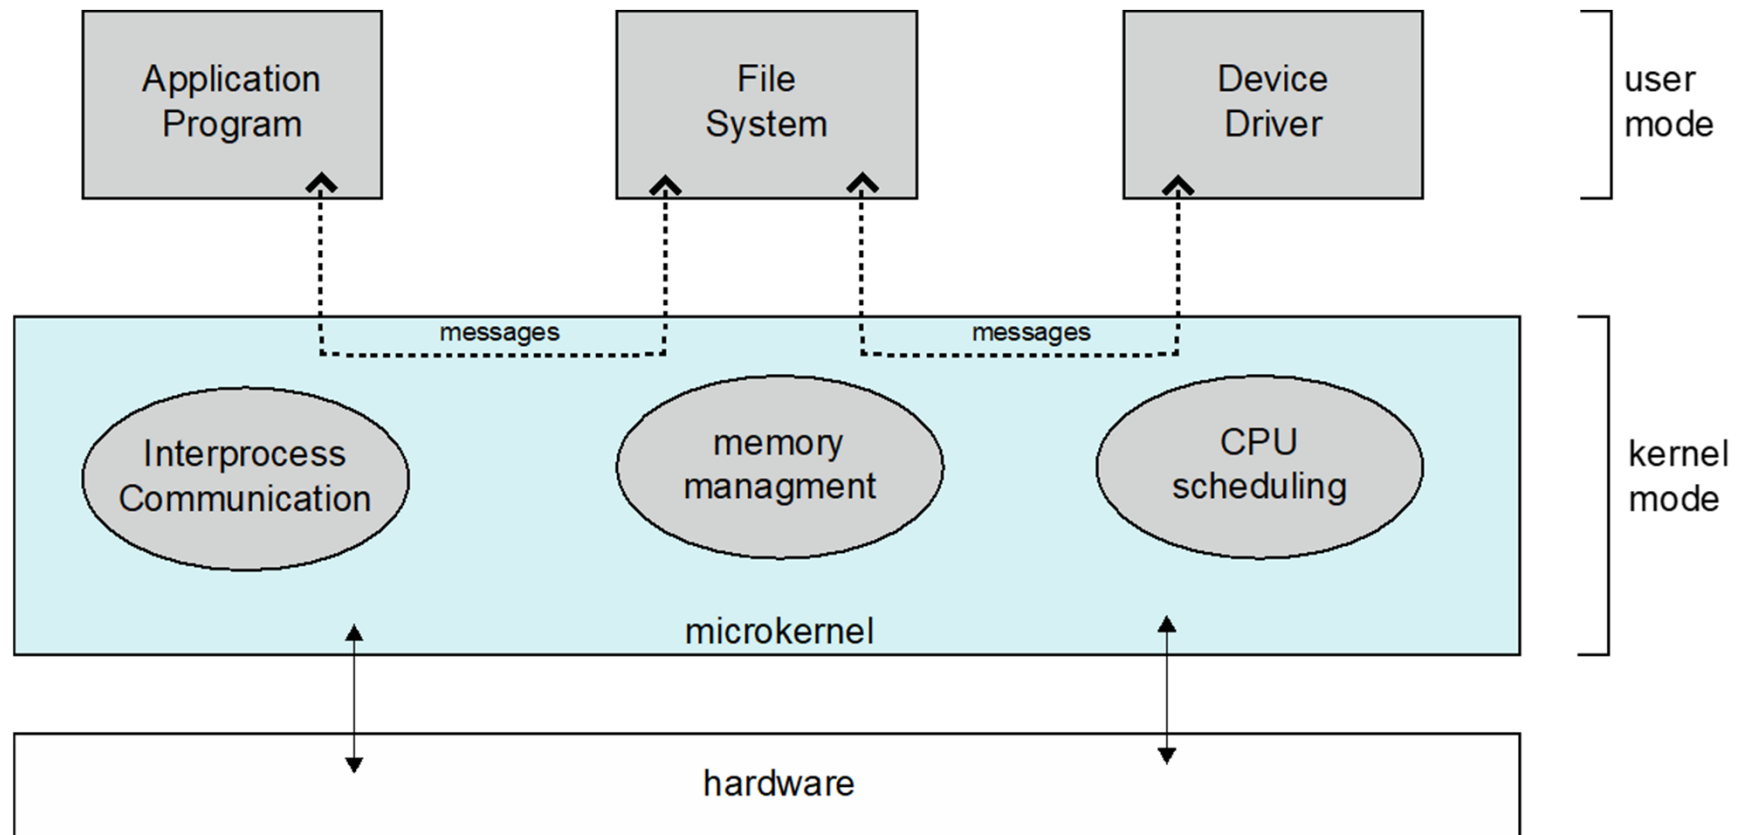 Application
Program
File
System
Device
Driver
user
mode
messages
messages
Interprocess
Communication
memory
managment
CPU
scheduling
kernel
mode
microkernel
hardware